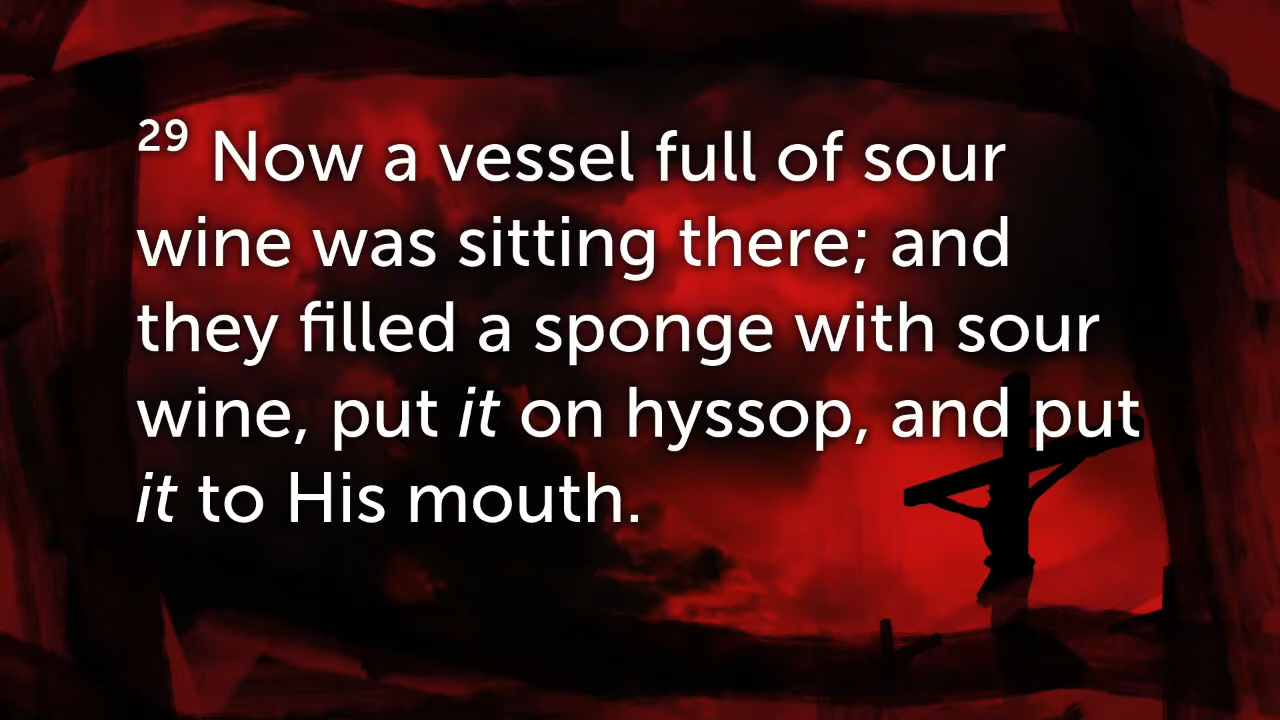 29 Now a vessel full of sour
wine was sitting there; and
they filled a sponge with sour
wine, put it on hyssop, and put
it to His mouth.